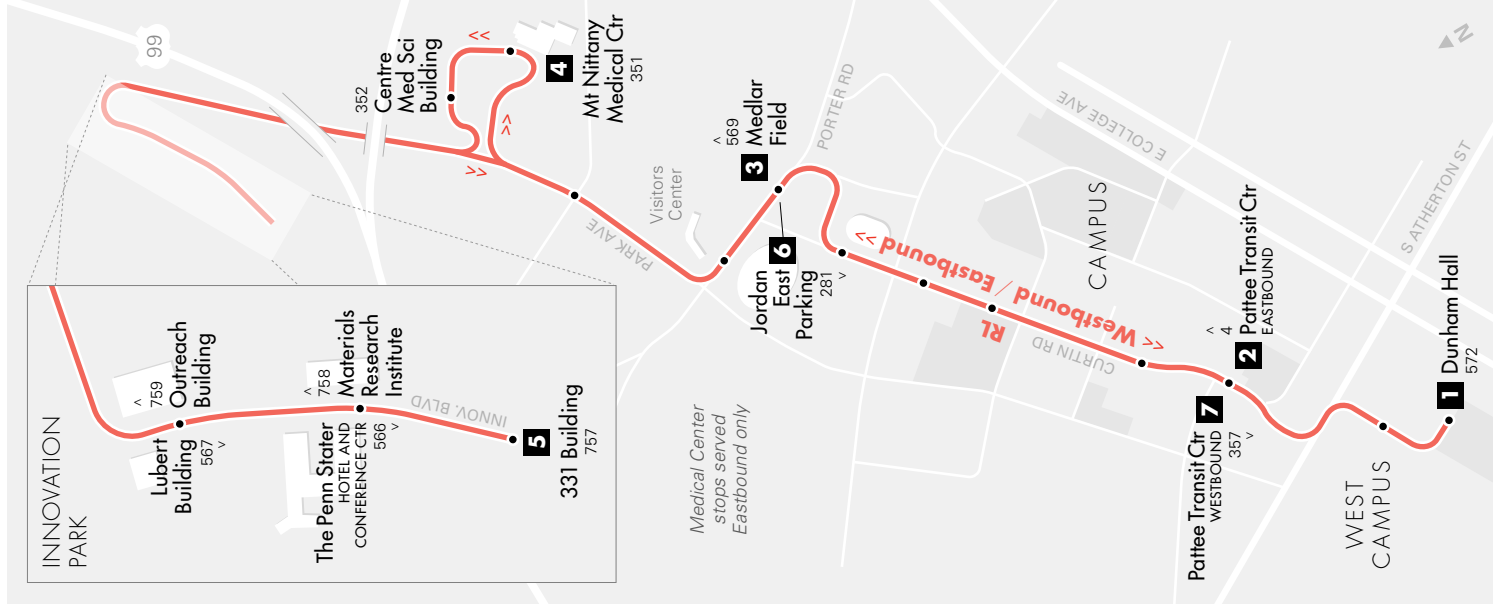 INNOVATION
PARK
Lubert
Building
567
v
^
759
Outreach
Building
The Penn Stater
HOTEL AND
CONFERENCE CTR
566
v
^
758
Materials
Research
Institute
INNOV. BLVD
5
331 Building
757
99
352
Centre
Med Sci
Building
<<
>>
<<
4
Mt Nittany
Medical Ctr
351
PARK AVE
Visitors
Center
^
569
3 Medlar
Field
PORTER RD
Jordan
East 6
Parking
281
v
Medical Center
stops served
Eastbound only
RL
<< Westbound / Eastbound >>
CURTIN RD
CAMPUS
E COLLEGE AVE
N
^
4
2 Pattee Transit Ctr
EASTBOUND
Pattee Transit Ctr 7
WESTBOUND
357
v
S ATHERTON ST
WEST
CAMPUS
1 Dunham Hall
572